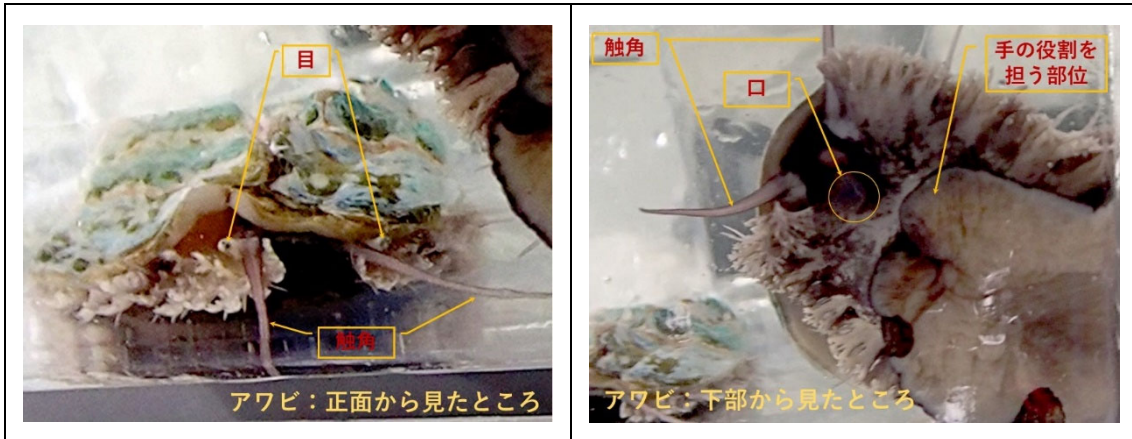 目
触角
アワビ：正面から見たところ
触角
口
手の役割を
担う部位
アワビ：下部から見たところ